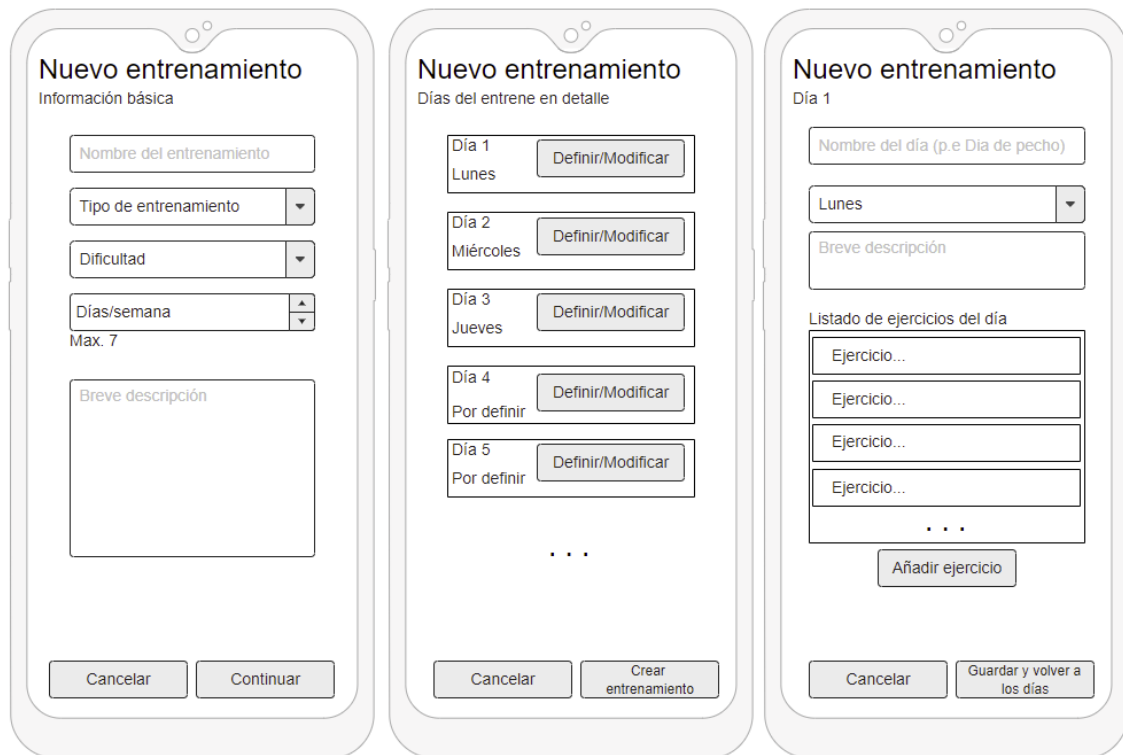 Nuevo entrenamiento
Información básica
Nombre del entrenamiento
Tipo de entrenamiento
Dificultad
Días/semana
Max. 7
Breve descripción
Cancelar
Continuar
Nuevo entrenamiento
Días del entrene en detalle
Día 1
Lunes
Definir/Modificar
Día 2
Miércoles
Definir/Modificar
Día 3
Jueves
Definir/Modificar
Día 4
Por definir
Definir/Modificar
Día 5
Por definir
Definir/Modificar
. . .
Cancelar
Crear
entrenamiento
Nuevo entrenamiento
Día 1
Nombre del día (p.e Dia de pecho)
Lunes
Breve descripción
Listado de ejercicios del día
Ejercicio...
Ejercicio...
Ejercicio...
Ejercicio...
. . .
Añadir ejercicio
Cancelar
Guardar y volver a
los días